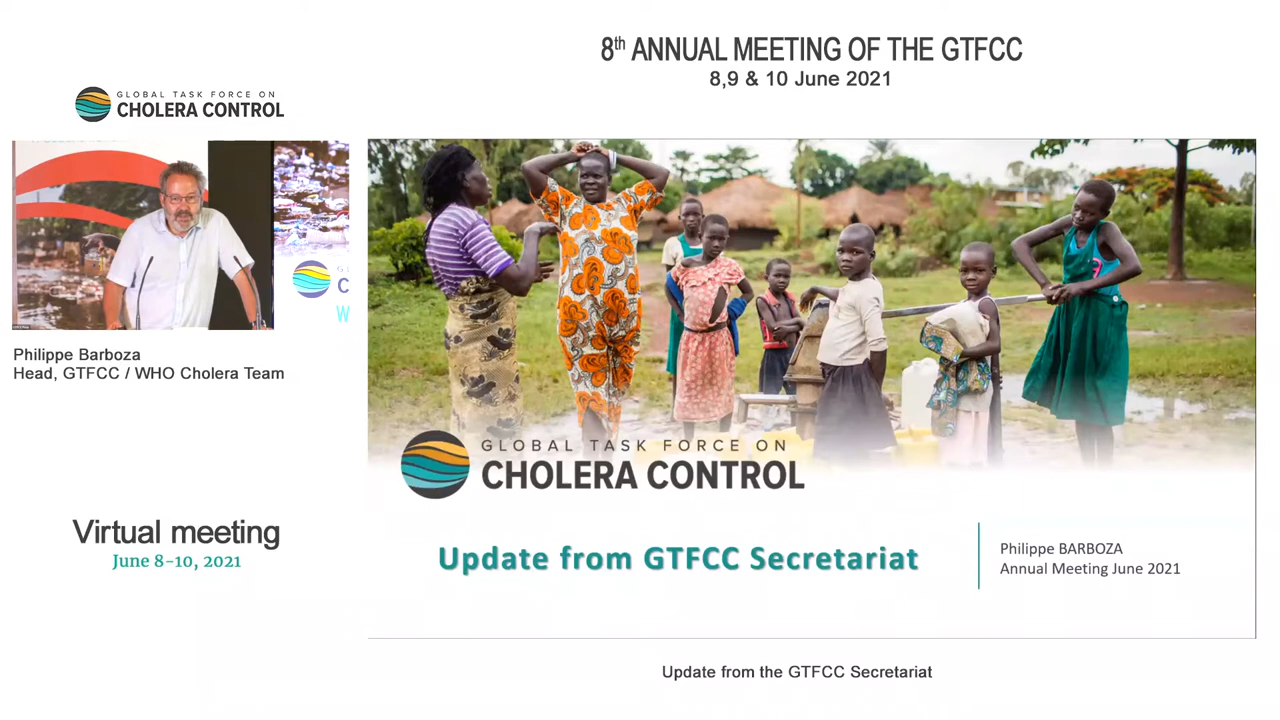 8th ANNUAL MEETING OF THE GTFCC
8,9 & 10 June 2021
GLOBAL TASK FORCE ON
CHOLERA CONTROL
G
C
W
Philippe Barboza
Head, GTFCC / WHO Cholera Team
Virtual meeting
June 8-10, 2021
GLOBAL TASK FORCE ON
CHOLERA CONTROL
Update from GTFCC Secretariat
Philippe BARBOZA
Annual Meeting June 2021
Update from the GTFCC Secretariat